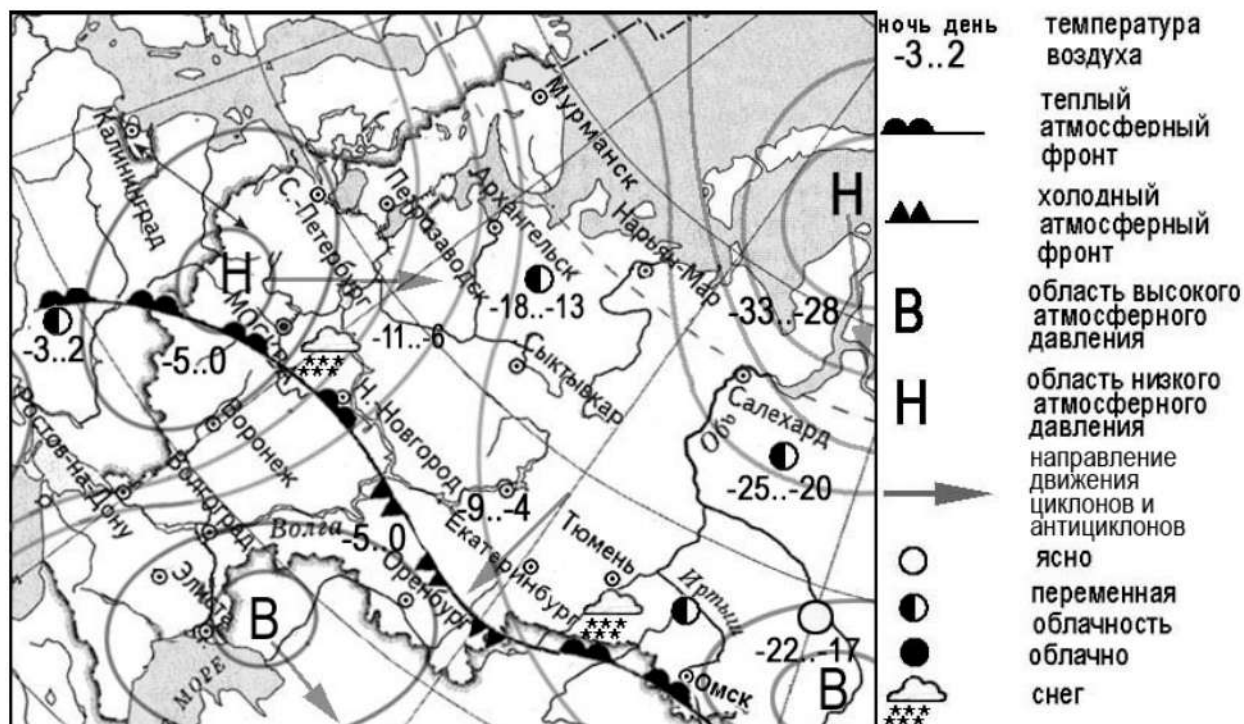 Калининград
Мурманск
С.-Петербург
Петрозаводск
Архангельск
Нарьян-Мар
Н
Н
МОСКВА
-18..-13
-33..-28
-3..2
-5..0
-11..-6
Сыктывкар
Салехард
Обь
Ростов-на-Дону
Воронеж
Н. Новгород
Волгоград
-25..-20
Волга
-5..0
-9..-4
Екатеринбург
Тюмень
Элиста
Оренбург
Иртыш
В
-22..-17
МОРЕ
Омск
В
ночь день
-3..2
температура
воздуха
теплый
атмосферный
фронт
холодный
атмосферный
фронт
В
область высокого
атмосферного
давления
Н
область низкого
атмосферного
давления
направление
движения
циклонов и
антициклонов
ясно
переменная
облачность
облачно
снег